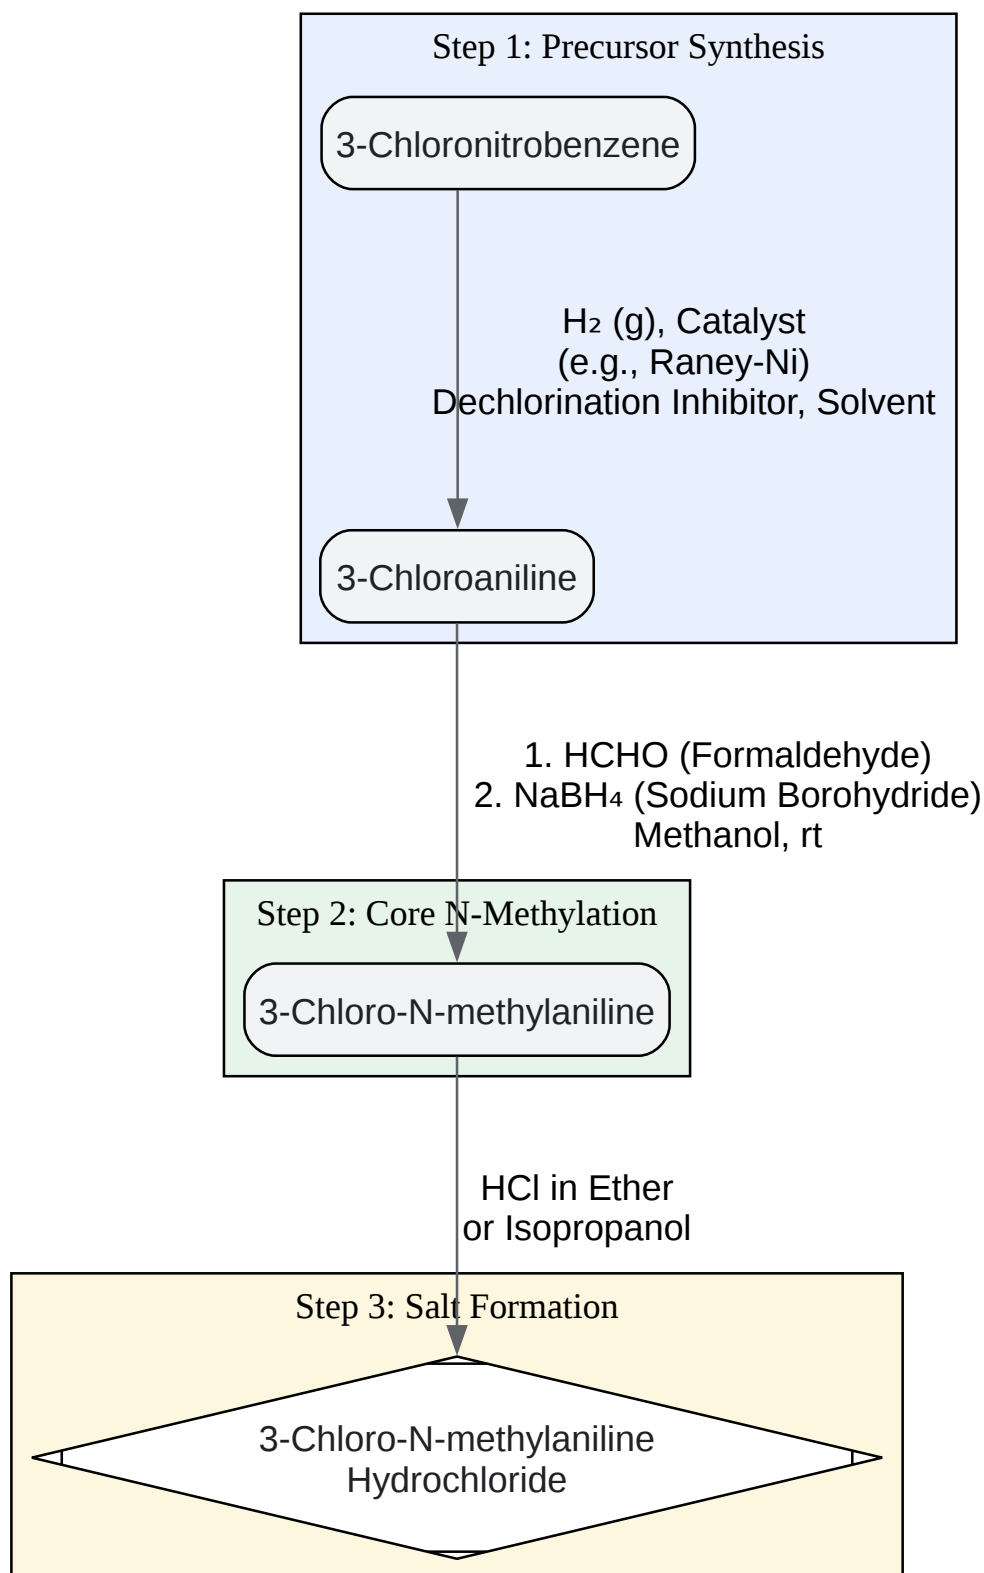 Step 1: Precursor Synthesis
3-Chloronitrobenzene
H₂ (g), Catalyst
(e.g., Raney-Ni)
Dechlorination Inhibitor, Solvent
3-Chloroaniline
1. HCHO (Formaldehyde)
2. NaBH₄ (Sodium Borohydride)
Methanol, rt
Step 2: Core N-Methylation
3-Chloro-N-methylaniline
HCl in Ether
or Isopropanol
Step 3: Salt Formation
3-Chloro-N-methylaniline
Hydrochloride